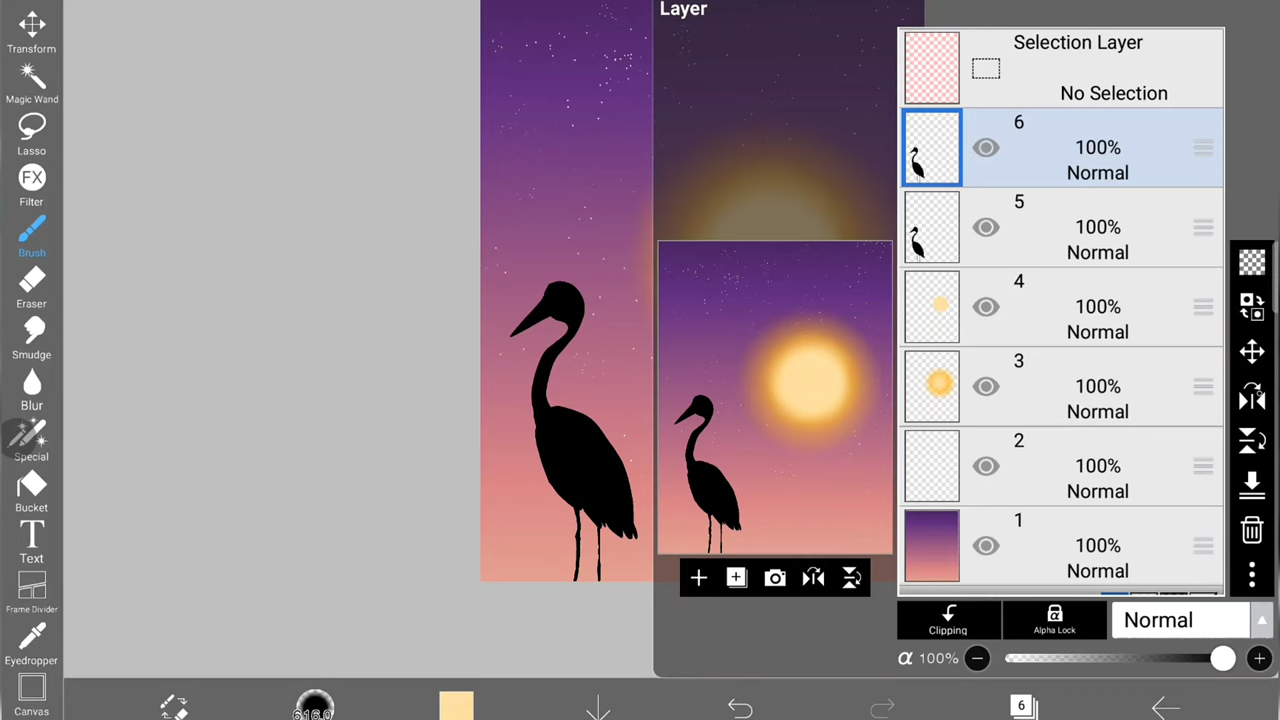 Transform
Magic Wand
Lasso
FX
Filter
Brush
Eraser
Smudge
Blur
Special
Bucket
T
Text
Frame Divider
Eyedropper
Canvas
616.0
Layer
Selection Layer
No Selection
6
100%
Normal
5
100%
Normal
4
100%
Normal
3
100%
Normal
2
100%
Normal
1
100%
Normal
Clipping
α
Alpha Lock
Normal
α 100%
6